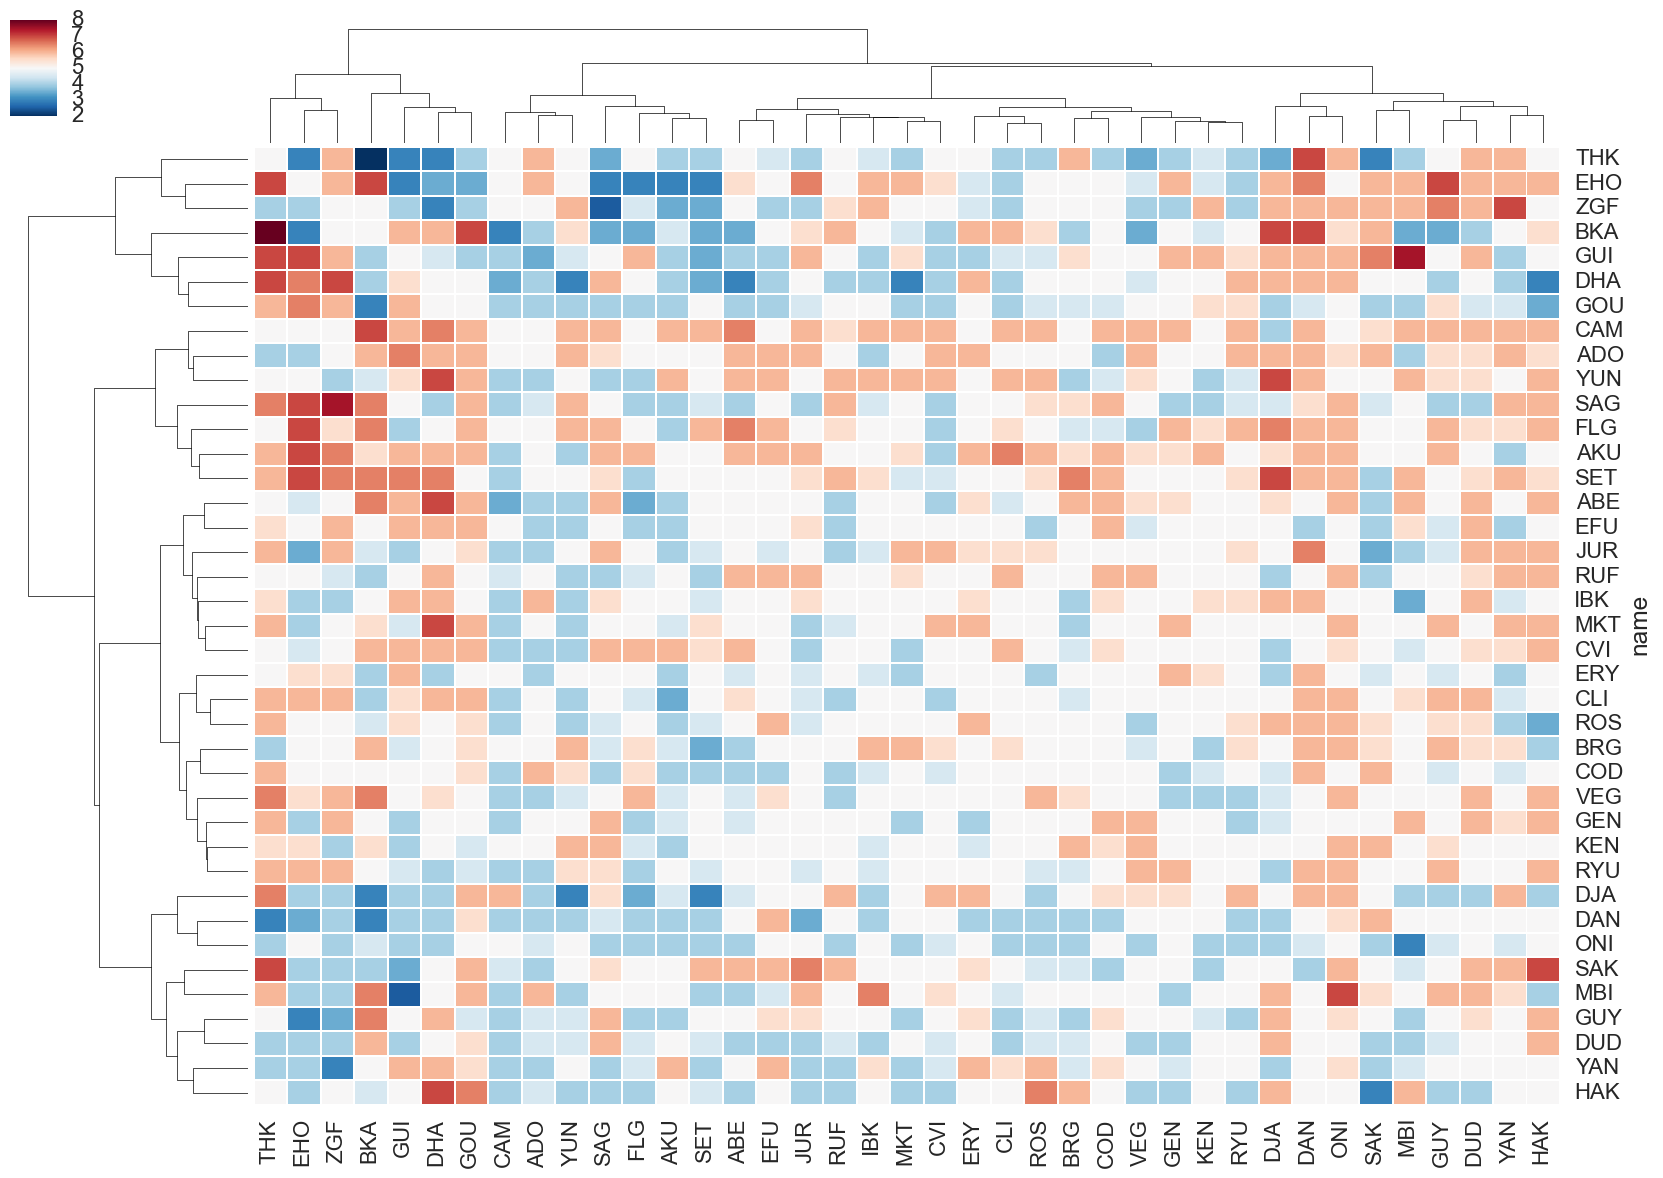 8
7
6
5
4
3
2
THK
EHO
ZGF
BKA
GUI
DHA
GOU
CAM
ADO
YUN
SAG
FLG
AKU
SET
ABE
EFU
JUR
RUF
IBK
MKT
CVI
ERY
CLI
ROS
BRG
COD
VEG
GEN
KEN
RYU
DJA
DAN
ONI
SAK
MBI
GUY
DUD
YAN
HAK
name
THK EHO ZGF BKA GUI DHA GOU CAM ADO YUN SAG FLG AKU SET ABE EFU JUR RUF IBK MKT CVI ERY CLI ROS BRG COD VEG GEN KEN RYU DJA DAN ONI SAK MBI GUY DUD YAN HAK